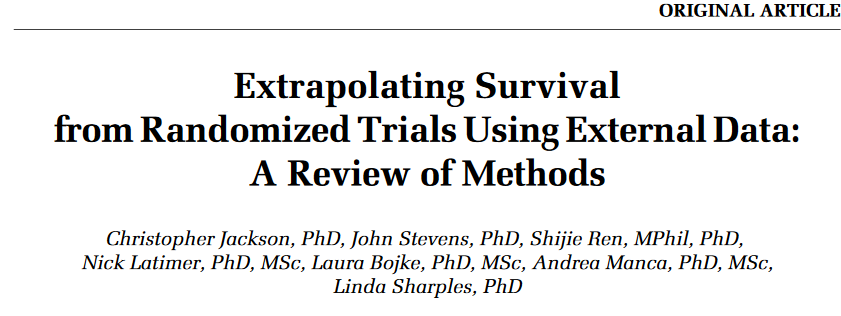 ORIGINAL ARTICLE
Extrapolating Survival
from Randomized Trials Using External Data:
A Review of Methods
Christopher Jackson, PhD, John Stevens, PhD, Shijie Ren, MPhil, PhD,
Nick Latimer, PhD, MSc, Laura Bojke, PhD, MSc, Andrea Manca, PhD, MSc,
Linda Sharples, PhD